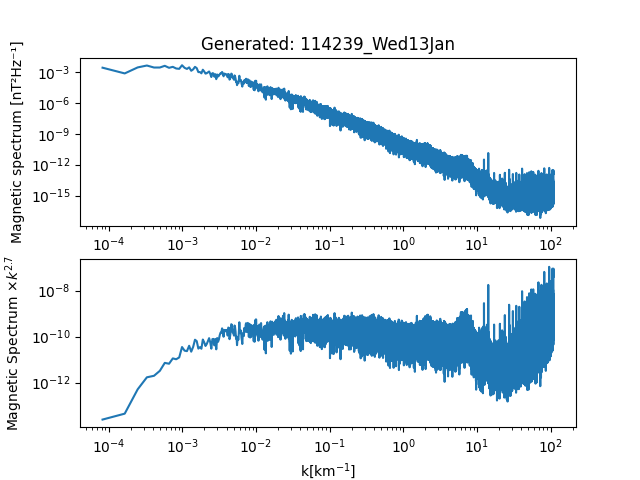 Generated: 114239_Wed13Jan
Magnetic spectrum [nT²Hz⁻¹]
10⁻³
10⁻⁶
10⁻⁹
10⁻¹²
10⁻¹⁵
10⁻⁴ 10⁻³ 10⁻² 10⁻¹ 10⁰ 10¹ 10²
Magnetic Spectrum ×k²·⁷
10⁻⁸
10⁻¹⁰
10⁻¹²
10⁻⁴ 10⁻³ 10⁻² 10⁻¹ 10⁰ 10¹ 10²
k[km⁻¹]